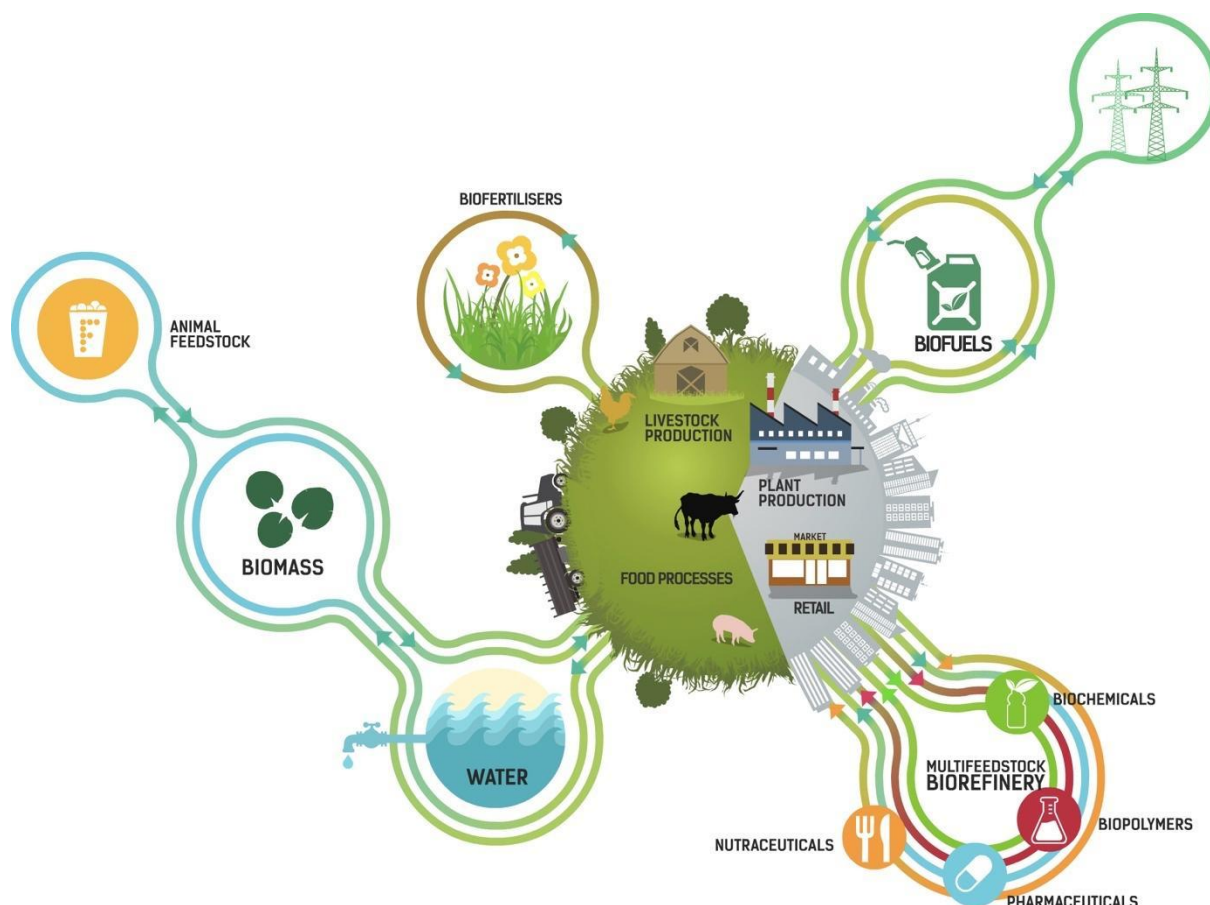 BIOFERTILISERS
ANIMAL
FEEDSTOCK
BIOFUELS
LIVESTOCK
PRODUCTION
PLANT
PRODUCTION
BIOMASS
MARKET
FOOD PROCESSES
RETAIL
WATER
BIOCHEMICALS
MULTIFEEDSTOCK
BIOREFINERY
BIOPOLYMERS
NUTRACEUTICALS
PHARMACEUTICALS